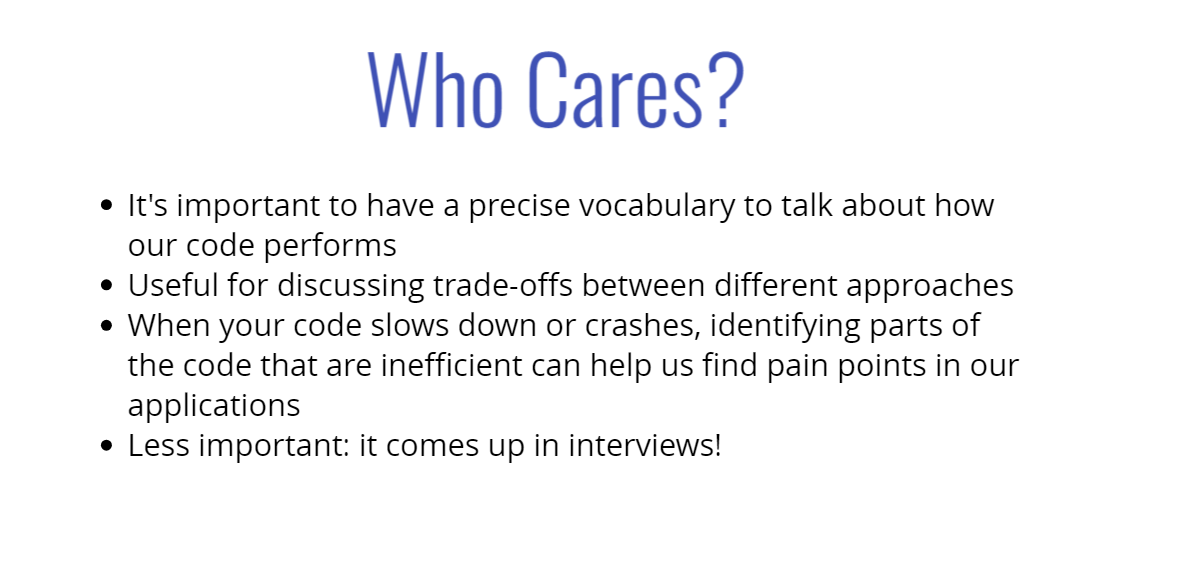 Who Cares?
• It's important to have a precise vocabulary to talk about how
our code performs
• Useful for discussing trade-offs between different approaches
• When your code slows down or crashes, identifying parts of
the code that are inefficient can help us find pain points in our
applications
• Less important: it comes up in interviews!